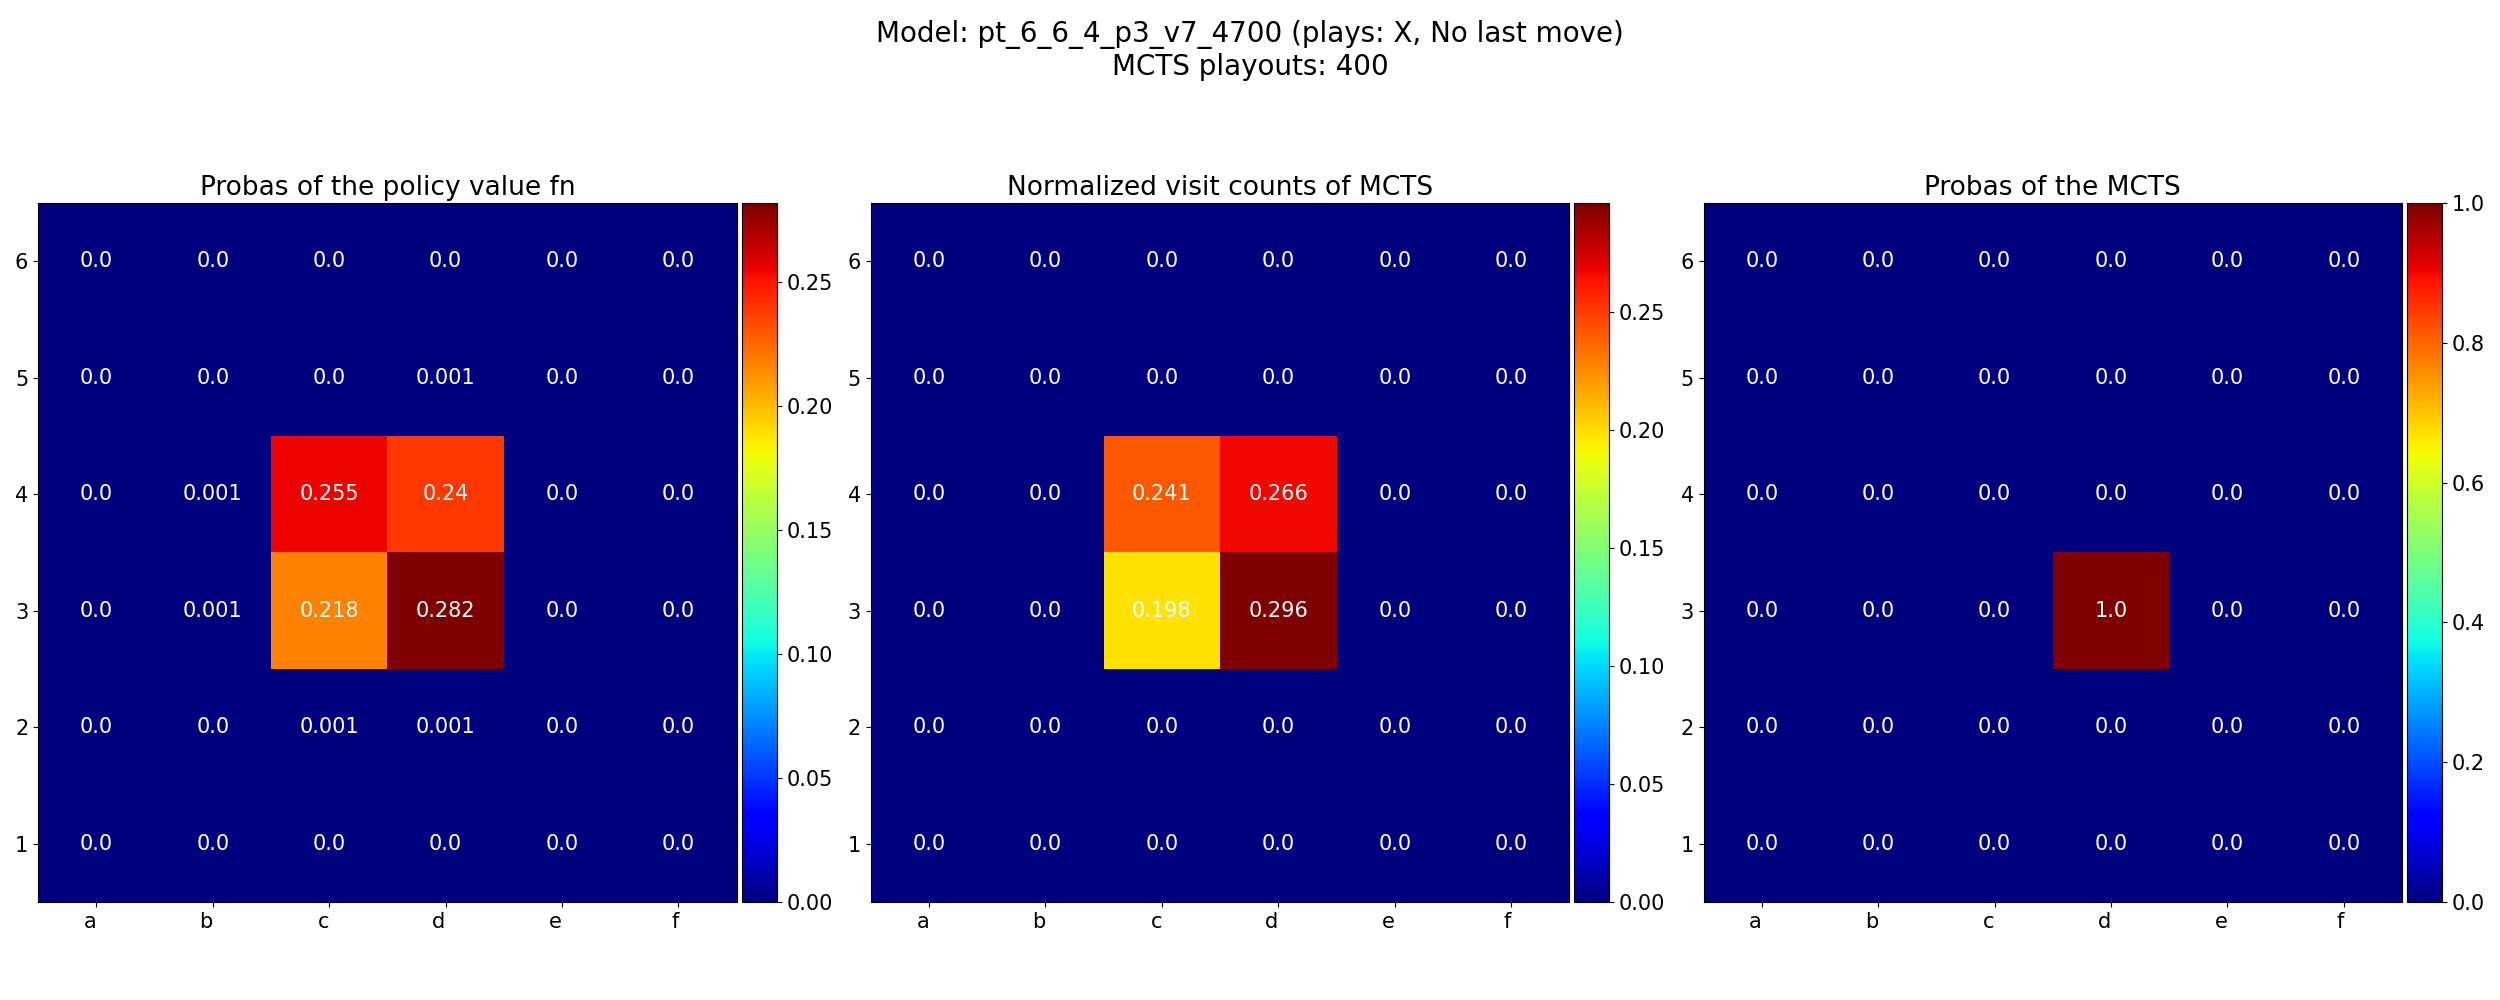 Model: pt_6_6_4_p3_v7_4700 (plays: X, No last move)
MCTS playouts: 400
Probas of the policy value fn
6 0.0 0.0 0.0 0.0 0.0 0.0
5 0.0 0.0 0.0 0.001 0.0 0.0
4 0.0 0.001 0.255 0.24 0.0 0.0
3 0.0 0.001 0.218 0.282 0.0 0.0
2 0.0 0.0 0.001 0.001 0.0 0.0
1 0.0 0.0 0.0 0.0 0.0 0.0
a b c d e f
0.25
0.20
0.15
0.10
0.05
0.00
Normalized visit counts of MCTS
6 0.0 0.0 0.0 0.0 0.0 0.0
5 0.0 0.0 0.0 0.0 0.0 0.0
4 0.0 0.0 0.241 0.266 0.0 0.0
3 0.0 0.0 0.198 0.296 0.0 0.0
2 0.0 0.0 0.0 0.0 0.0 0.0
1 0.0 0.0 0.0 0.0 0.0 0.0
a b c d e f
0.25
0.20
0.15
0.10
0.05
0.00
Probas of the MCTS
6 0.0 0.0 0.0 0.0 0.0 0.0
5 0.0 0.0 0.0 0.0 0.0 0.0
4 0.0 0.0 0.0 0.0 0.0 0.0
3 0.0 0.0 0.0 1.0 0.0 0.0
2 0.0 0.0 0.0 0.0 0.0 0.0
1 0.0 0.0 0.0 0.0 0.0 0.0
a b c d e f
1.0
0.8
0.6
0.4
0.2
0.0